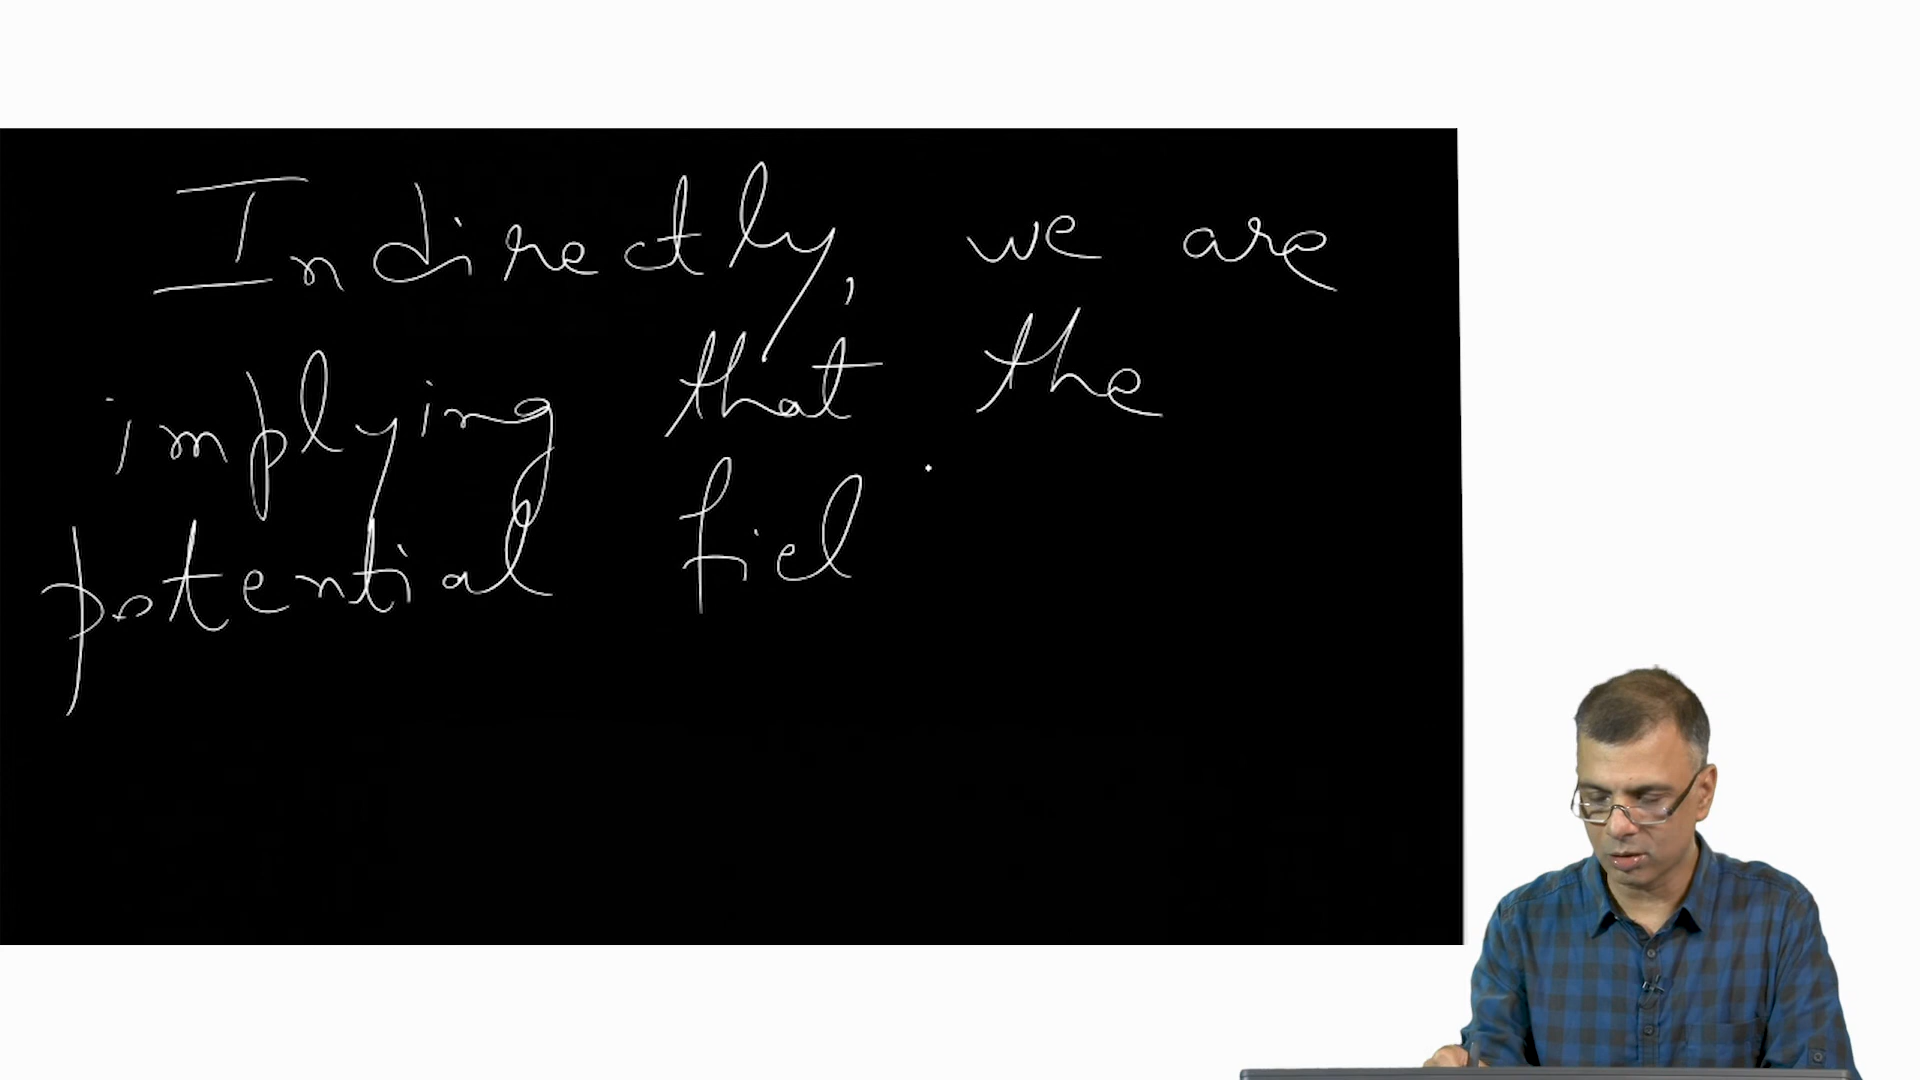 Indirectly, we are
implying that the
potential fiel